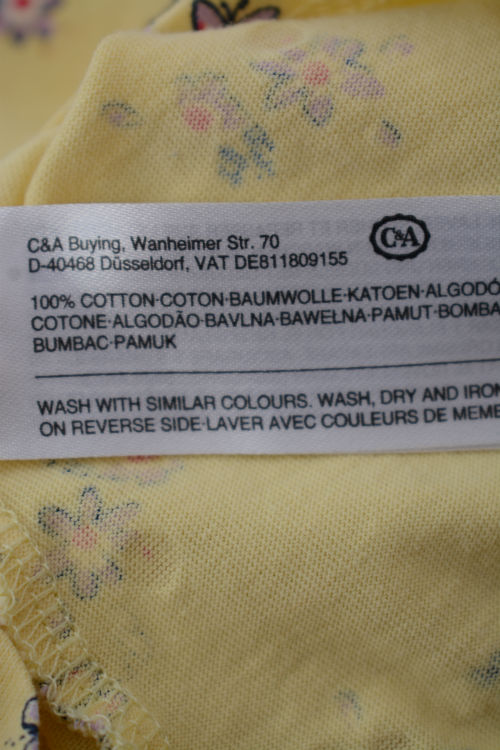 C&A Buying, Wanheimer Str. 70
C&A
D-40468 Düsseldorf, VAT DE811809155
100% COTTON·COTON·BAUMWOLLE·KATOEN·ALGODÓ
COTONE·ALGODÃO·BAVLNA·BAWEŁNA·PAMUT·BOMBA
BUMBAC·PAMUK
WASH WITH SIMILAR COLOURS. WASH, DRY AND IRON
ON REVERSE SIDE·LAVER AVEC COULEURS DE MEME